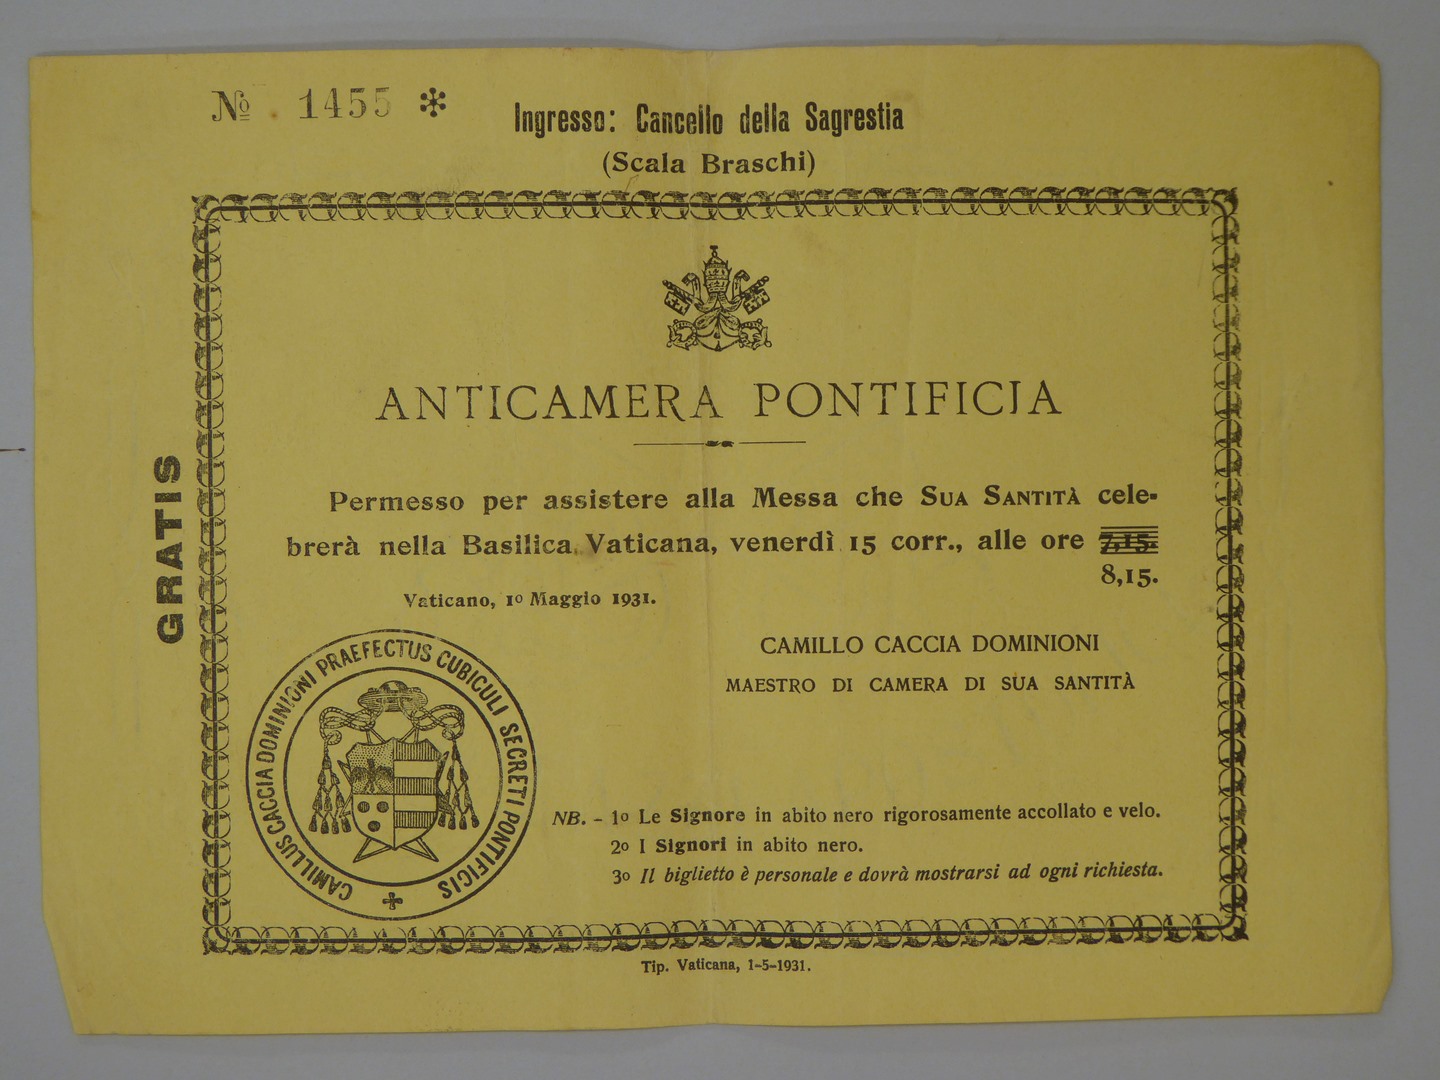 № 1455 *
Ingresso: Cancello della Sagrestia
(Scala Braschi)
GRATIS
ANTICAMERA PONTIFICIA
Permesso per assistere alla Messa che SUA SANTITÀ cele-
brerà nella Basilica Vaticana, venerdì 15 corr., alle ore 7,15.
8,15.
Vaticano, 1º Maggio 1931.
CAMILLO CACCIA DOMINIONI
MAESTRO DI CAMERA DI SUA SANTITÀ
CAMILLUS CACCIA DOMINIONI PRAEFECTUS CUBICULI SECRETI PONTIFICIS
NB. - 1º Le Signore in abito nero rigorosamente accollato e velo.
2º I Signori in abito nero.
3º Il biglietto è personale e dovrà mostrarsi ad ogni richiesta.
Tip. Vaticana, 1-5-1931.